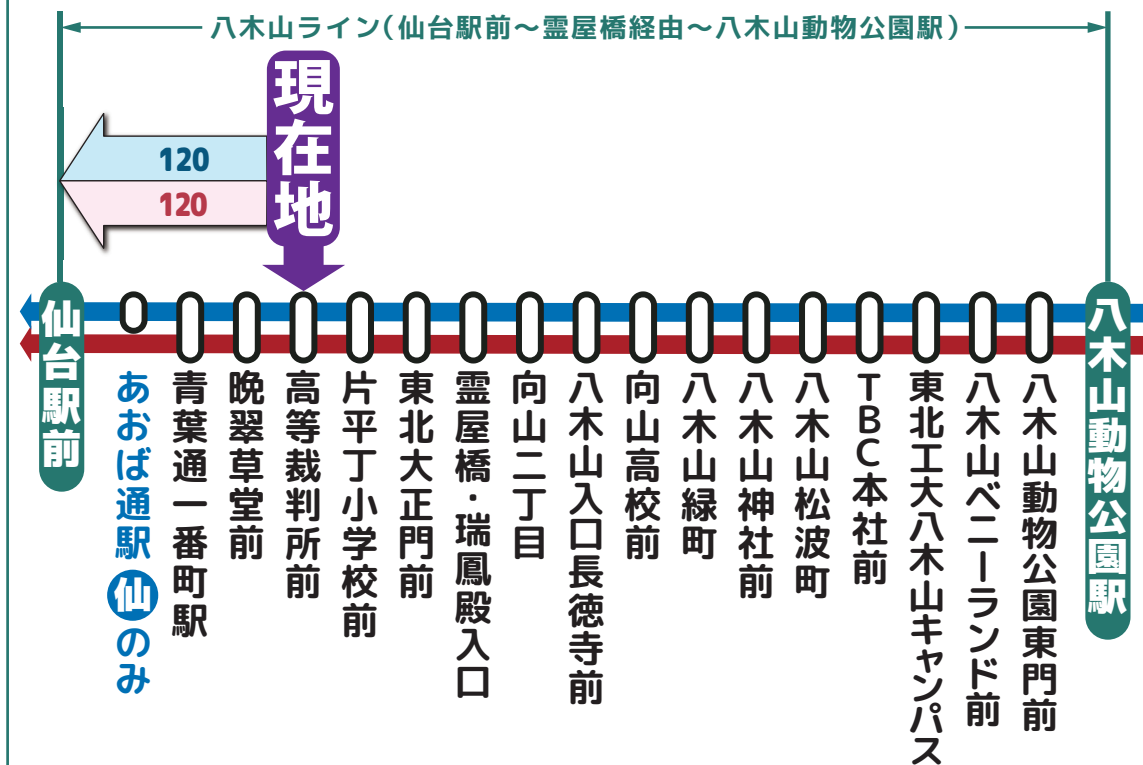 八木山ライン(仙台駅前～霊屋橋経由～八木山動物公園駅)
現在地
120
120
仙台駅前
あおば通駅 仙のみ
青葉通一番町駅
晩翠草堂前
高等裁判所前
片平丁小学校前
東北大正門前
霊屋橋・瑞鳳殿入口
向山二丁目
八木山入口長徳寺前
向山高校前
八木山緑町
八木山神社前
八木山松波町
TBC本社前
東北工大八木山キャンパス
八木山ベニーランド前
八木山動物公園東門前
八木山動物公園駅